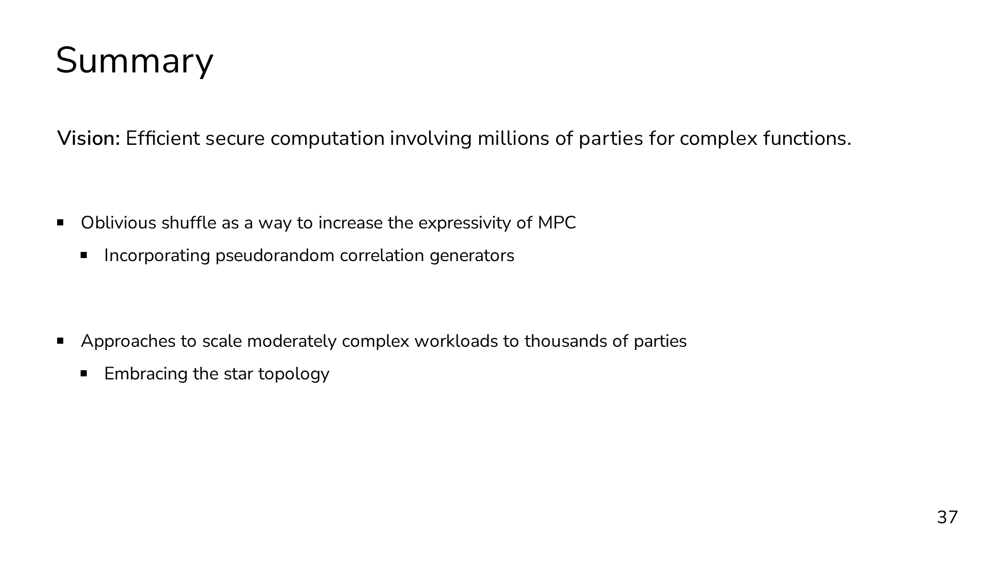 Summary
Vision: Efficient secure computation involving millions of parties for complex functions.
▪ Oblivious shuffle as a way to increase the expressivity of MPC
▪ Incorporating pseudorandom correlation generators
▪ Approaches to scale moderately complex workloads to thousands of parties
▪ Embracing the star topology
37